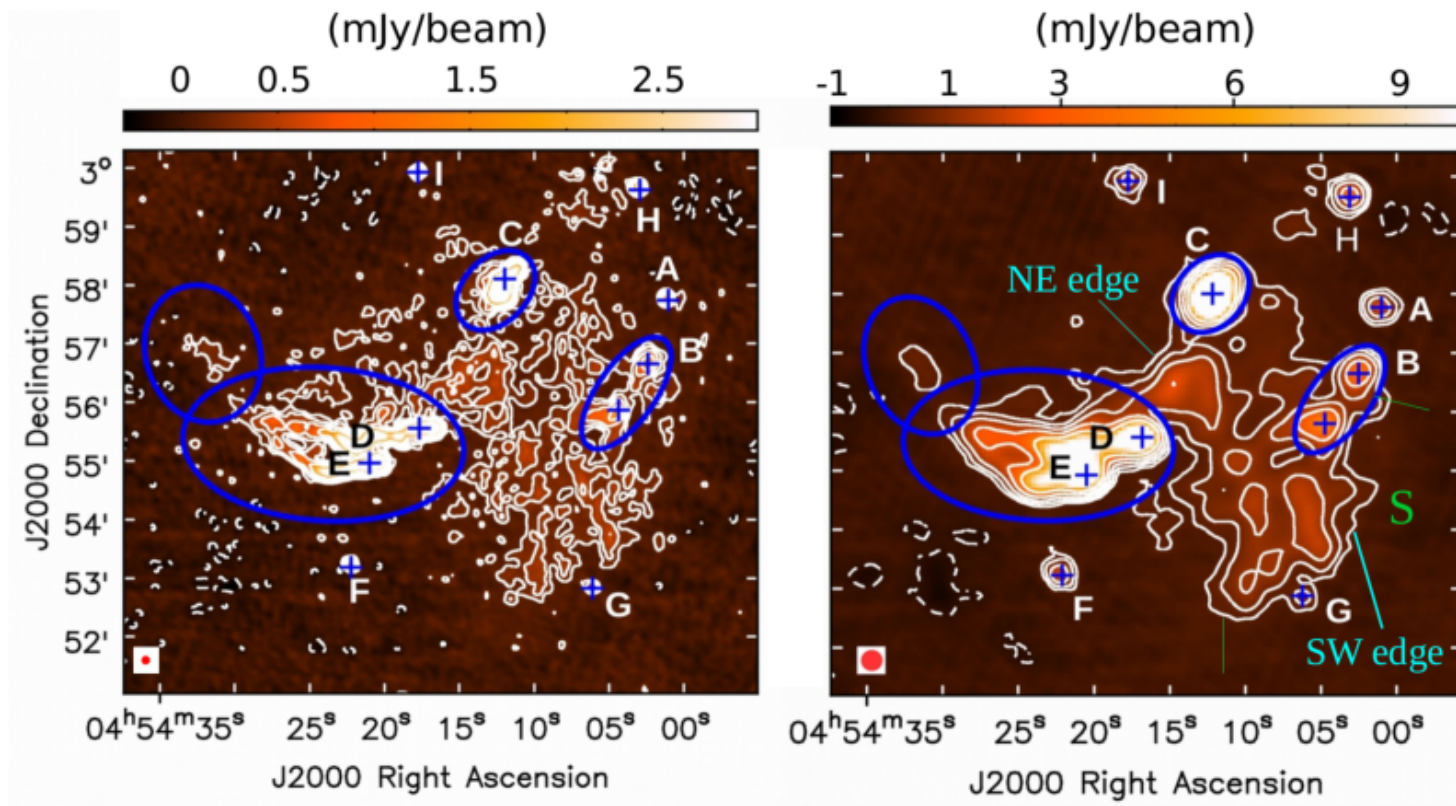 (mJy/beam)
0 0.5 1.5 2.5
3°
59'
58'
57'
56'
55'
54'
53'
52'
J2000 Declination
I
H
C
A
B
D
E
F
G
04ʰ54ᵐ35ˢ 25ˢ 20ˢ 15ˢ 10ˢ 05ˢ 00ˢ
J2000 Right Ascension
(mJy/beam)
-1 1 3 6 9
I
H
C
NE edge
A
B
D
E
S
F
G
SW edge
04ʰ54ᵐ35ˢ 25ˢ 20ˢ 15ˢ 10ˢ 05ˢ 00ˢ
J2000 Right Ascension